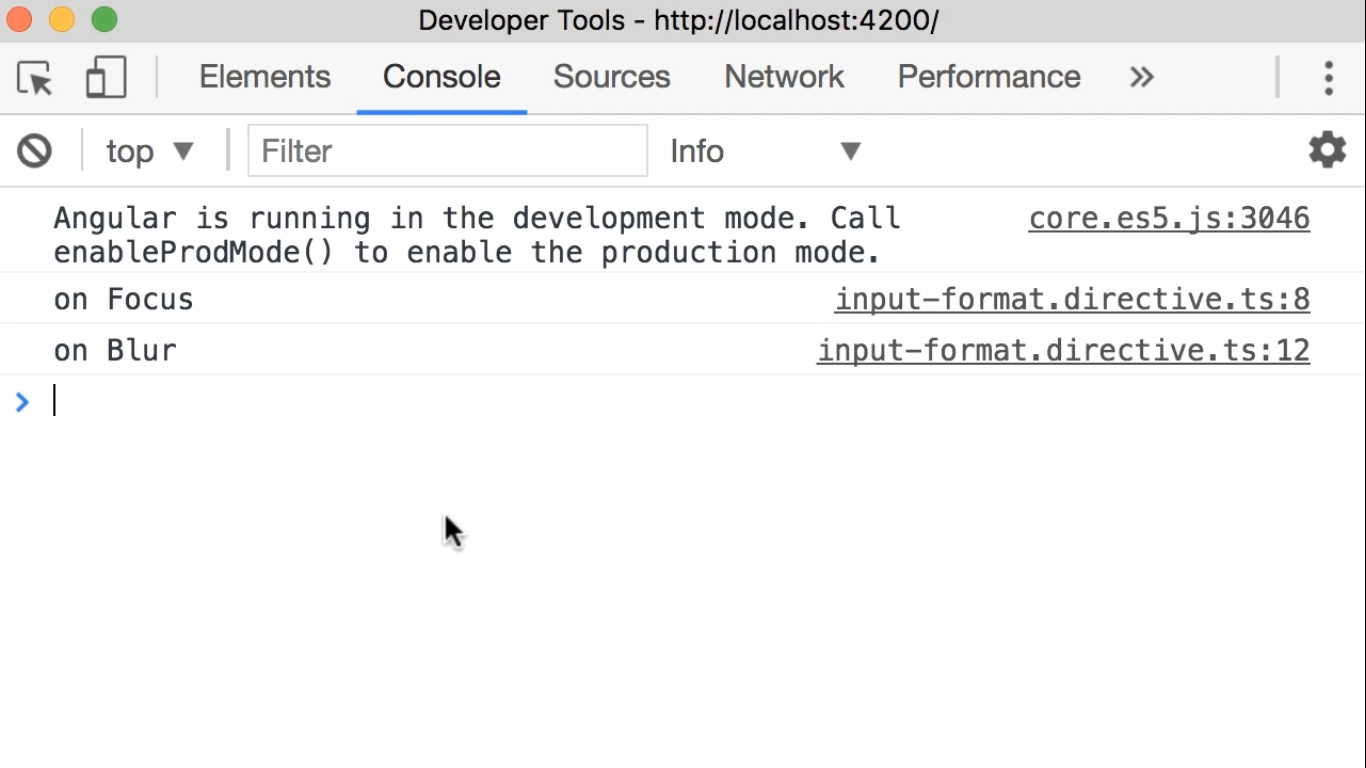 Developer Tools - http://localhost:4200/
Elements Console Sources Network Performance »
top ▼ Filter Info ▼
Angular is running in the development mode. Call core.es5.js:3046
enableProdMode() to enable the production mode.
on Focus input-format.directive.ts:8
on Blur input-format.directive.ts:12